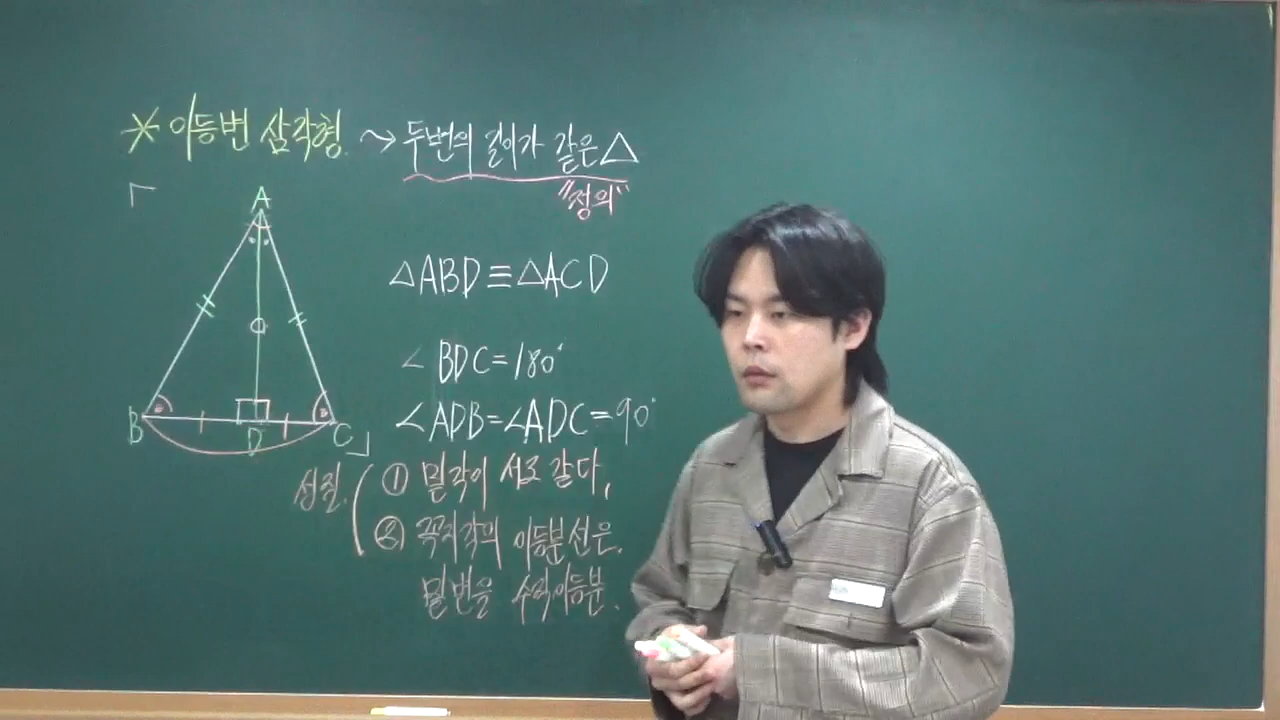 * 이등변 삼각형 ~> 두변의 길이가 같은 △
"정의"
A
△ABD≡△ACD
∠BDC=180°
B D C
∠ADB=∠ADC=90°
성질. ① 밑각이 서로 같다,
② 꼭지각의 이등분선은.
밑변을 수직이등분.